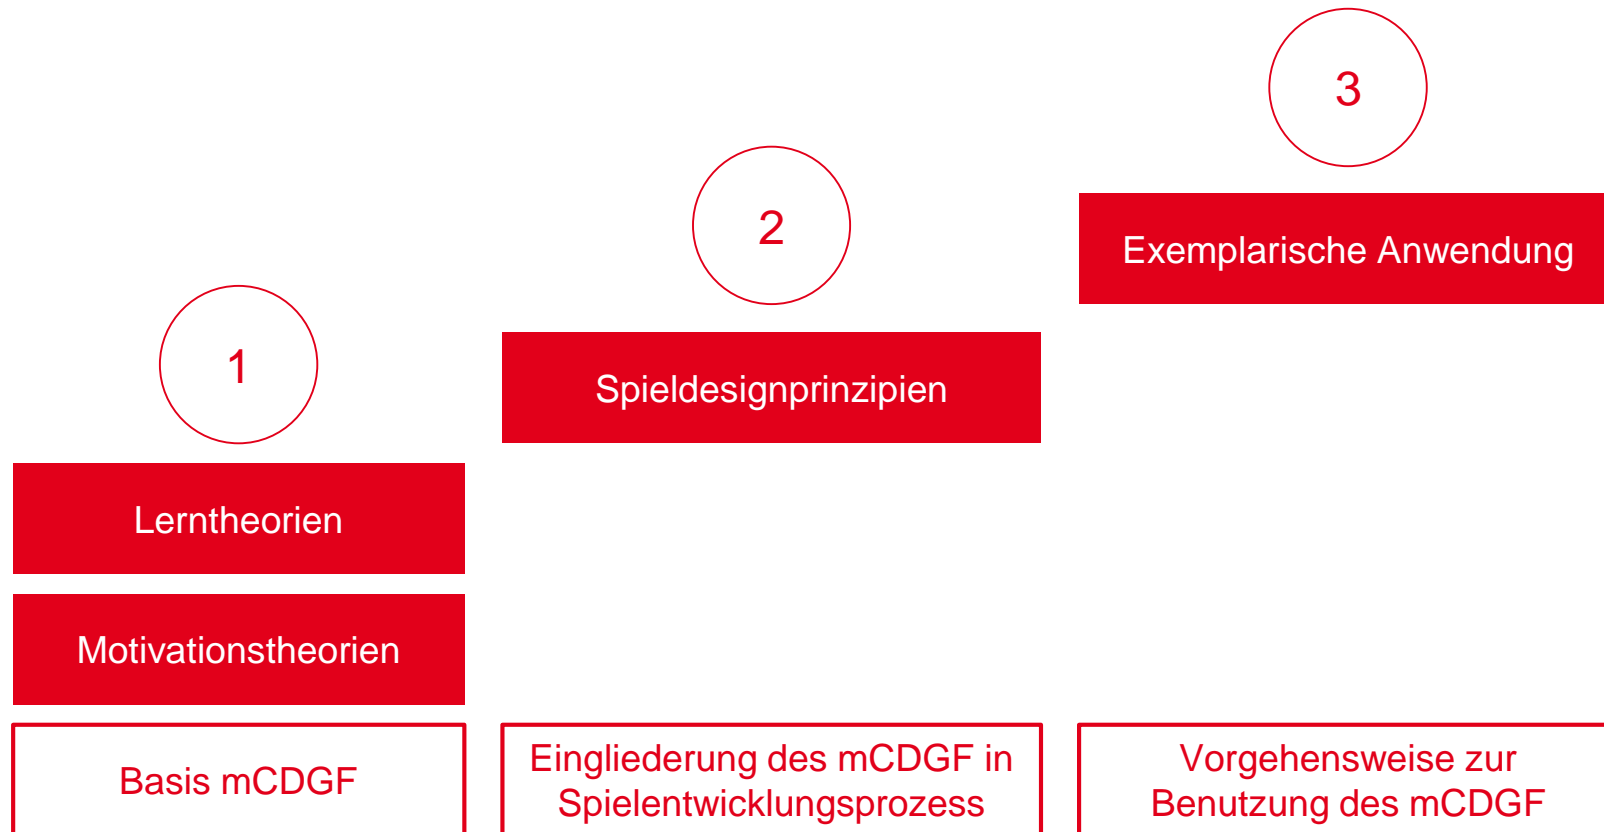 1
Lerntheorien
Motivationstheorien
Basis mCDGF
2
Spieldesignprinzipien
Eingliederung des mCDGF in
Spielentwicklungsprozess
3
Exemplarische Anwendung
Vorgehensweise zur
Benutzung des mCDGF